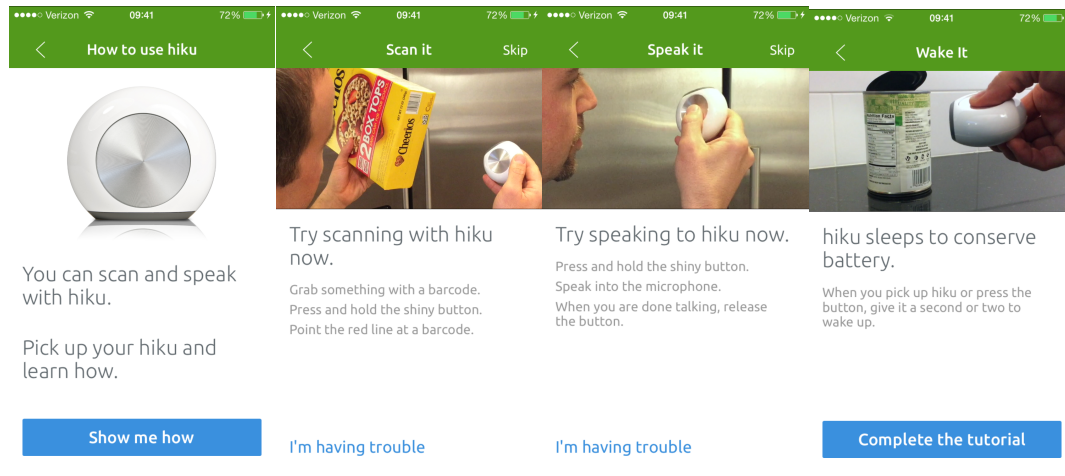 Verizon 09:41 72%
How to use hiku
You can scan and speak
with hiku.
Pick up your hiku and
learn how.
Show me how
Verizon 09:41 72%
Scan it Skip
2 BOX TOPS
Cheerios
Try scanning with hiku
now.
Grab something with a barcode.
Press and hold the shiny button.
Point the red line at a barcode.
I'm having trouble
Verizon 09:41 72%
Speak it Skip
Try speaking to hiku now.
Press and hold the shiny button.
Speak into the microphone.
When you are done talking, release
the button.
I'm having trouble
Verizon 09:41 72%
Wake It
Nutrition Facts
hiku sleeps to conserve
battery.
When you pick up hiku or press the
button, give it a second or two to
wake up.
Complete the tutorial